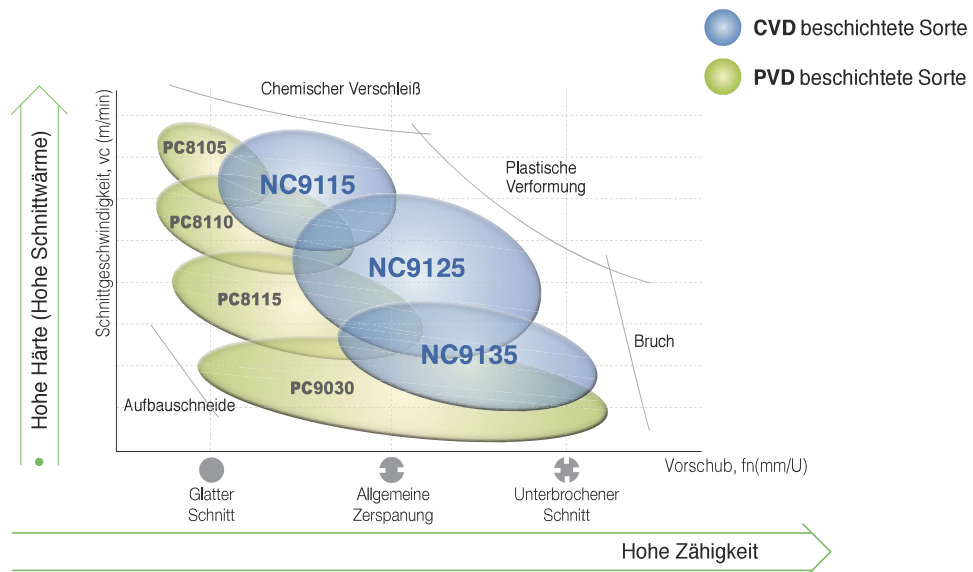 CVD beschichtete Sorte
PVD beschichtete Sorte
Hohe Härte (Hohe Schnittwärme)
Schnittgeschwindigkeit, vc (m/min)
Chemischer Verschleiß
PC8105
NC9115
Plastische
Verformung
PC8110
NC9125
PC8115
Bruch
NC9135
PC9030
Aufbauschneide
Vorschub, fn(mm/U)
Glatter
Schnitt
Allgemeine
Zerspanung
Unterbrochener
Schnitt
Hohe Zähigkeit